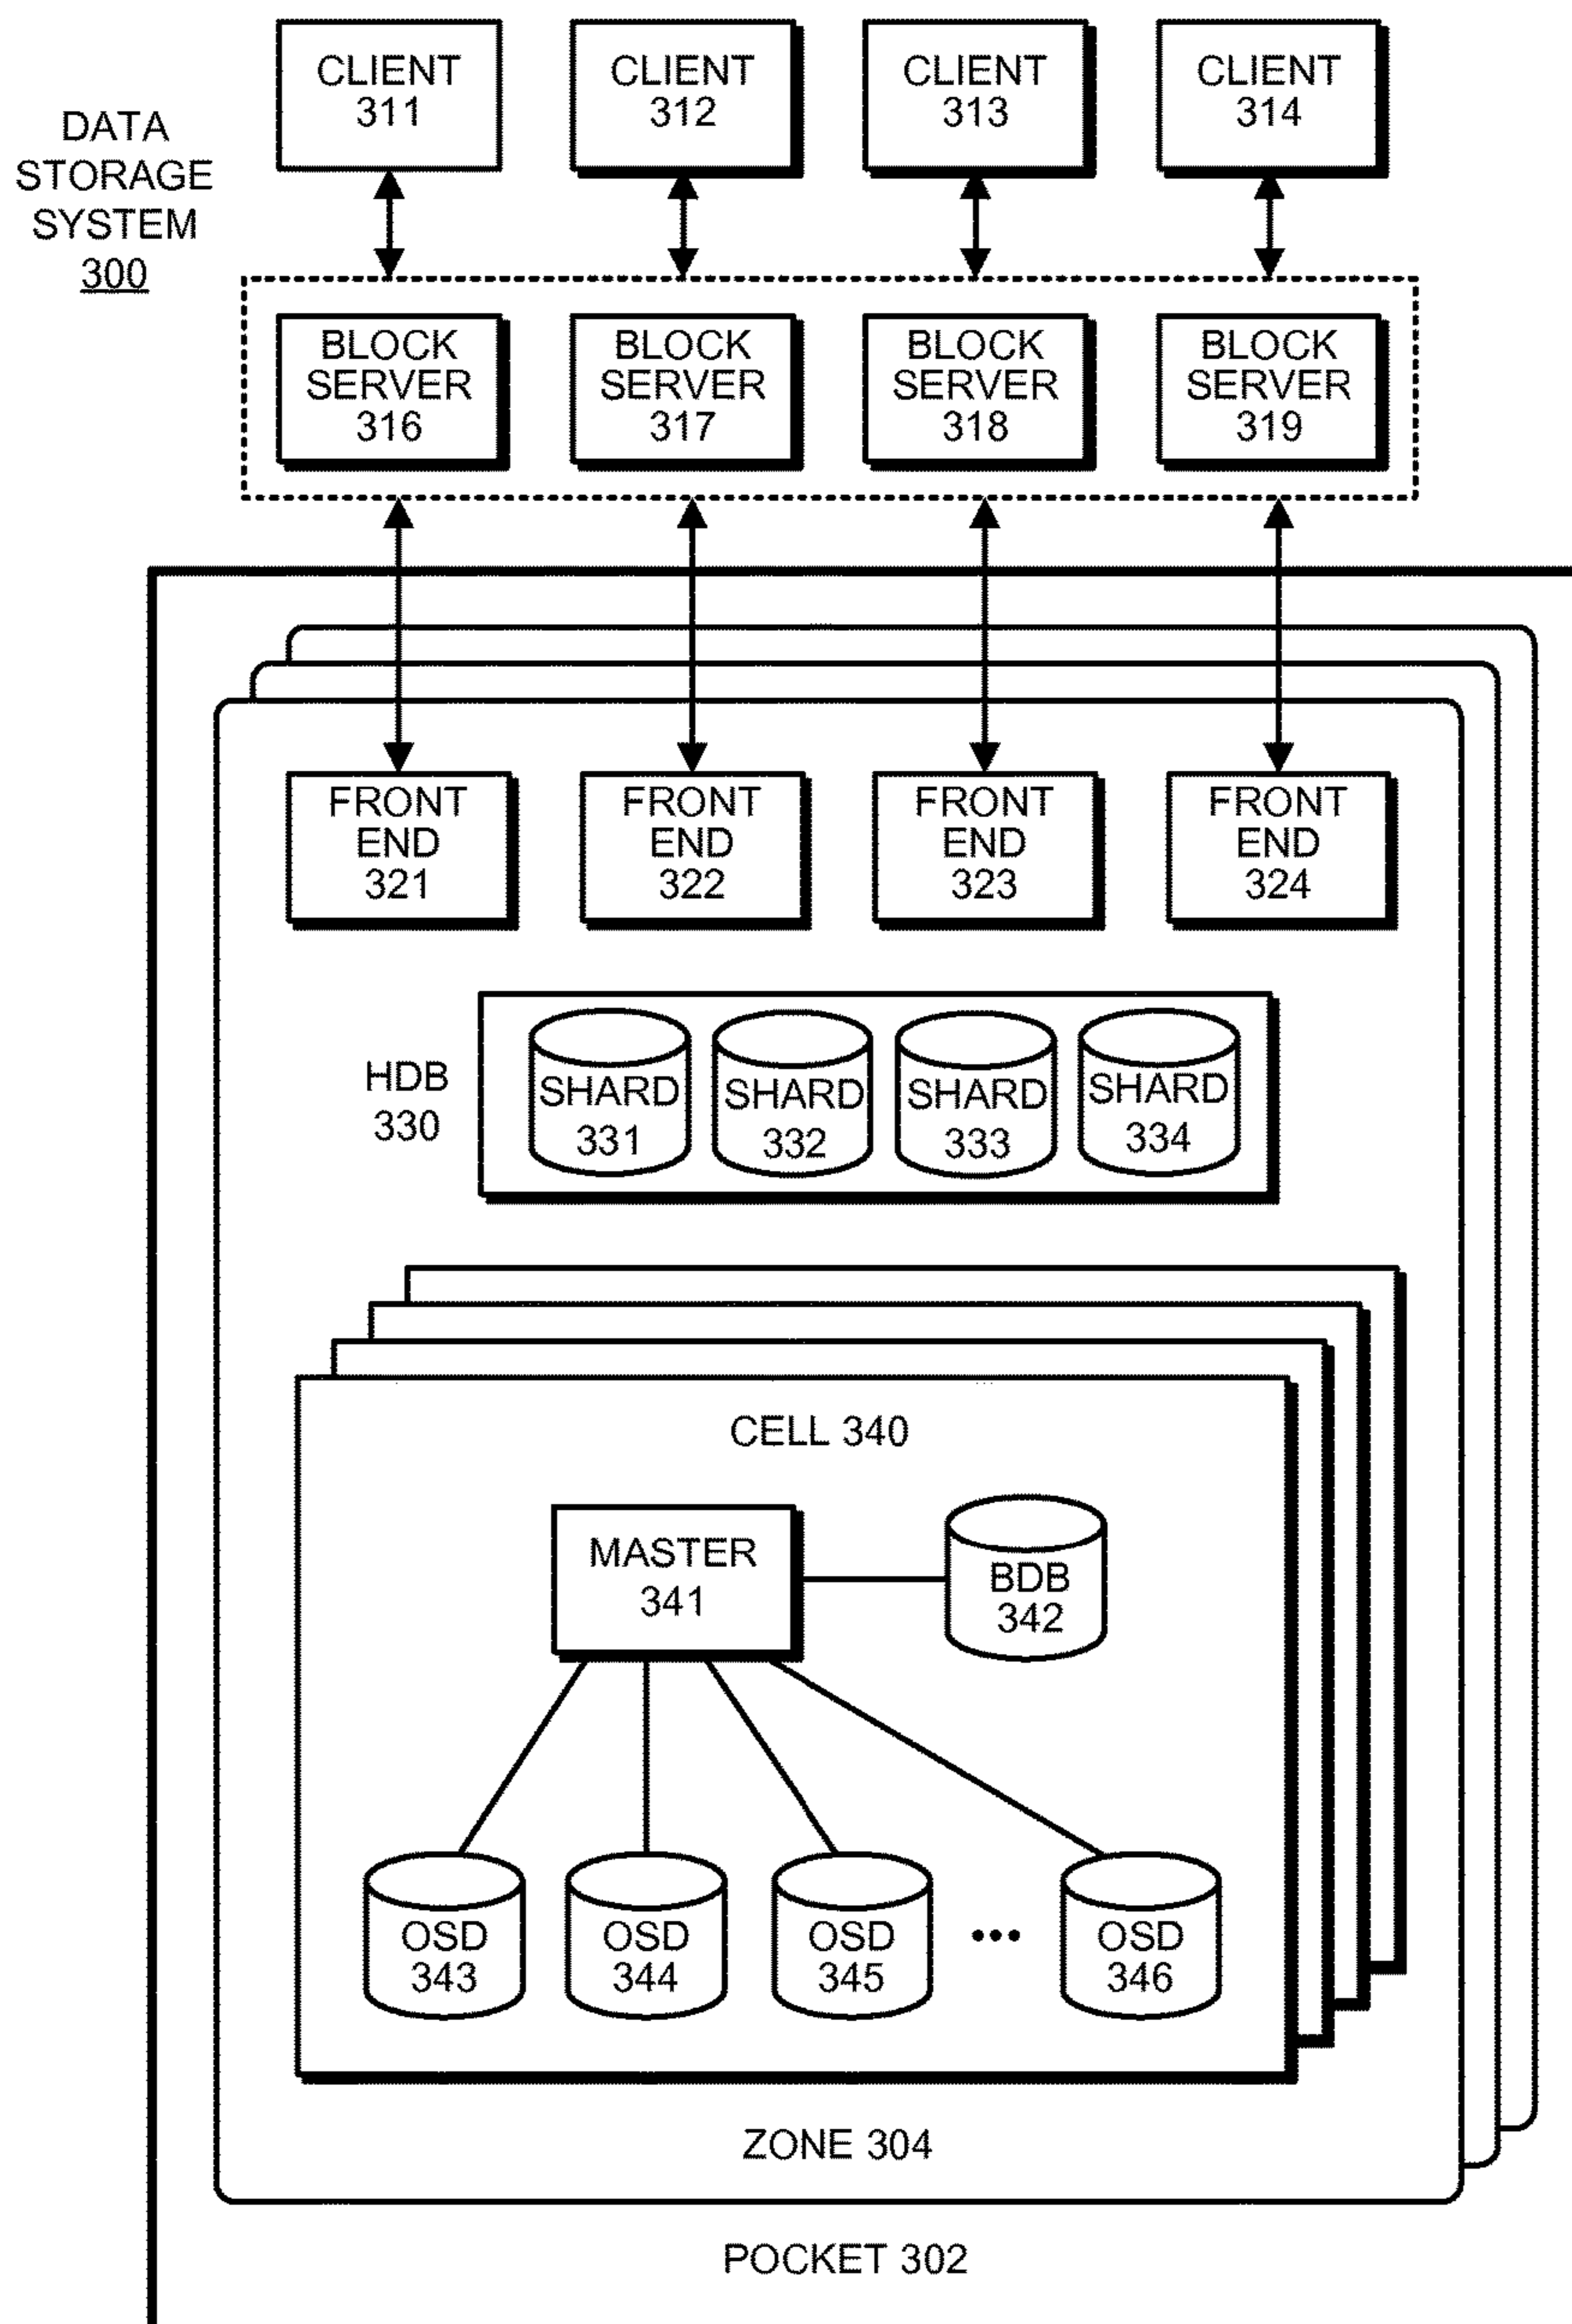 DATA
STORAGE
SYSTEM
300
CLIENT
311
CLIENT
312
CLIENT
313
CLIENT
314
BLOCK
SERVER
316
BLOCK
SERVER
317
BLOCK
SERVER
318
BLOCK
SERVER
319
FRONT
END
321
FRONT
END
322
FRONT
END
323
FRONT
END
324
HDB
330
SHARD
331
SHARD
332
SHARD
333
SHARD
334
CELL 340
MASTER
341
BDB
342
OSD
343
OSD
344
OSD
345
...
OSD
346
ZONE 304
POCKET 302